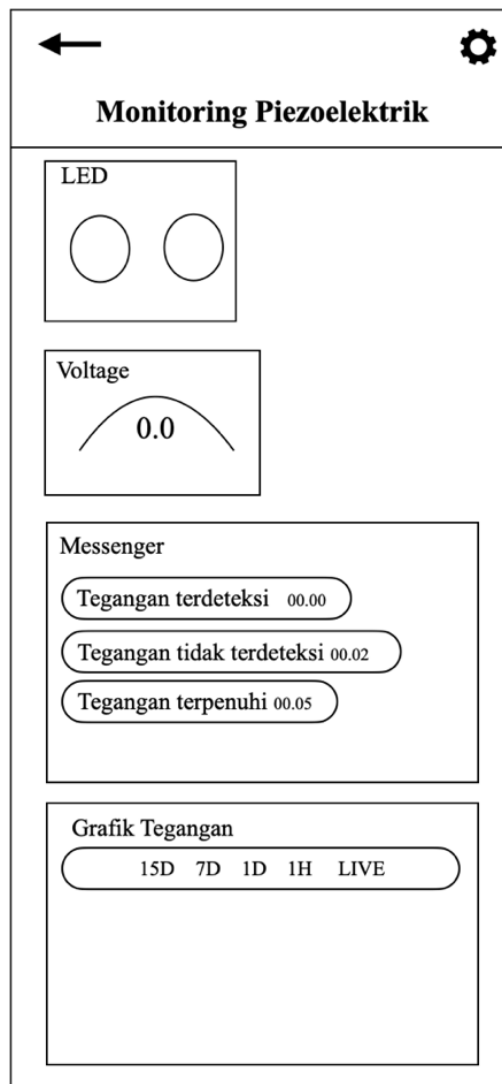 Monitoring Piezoelektrik
LED
Voltage
0.0
Messenger
Tegangan terdeteksi 00.00
Tegangan tidak terdeteksi 00.02
Tegangan terpenuhi 00.05
Grafik Tegangan
15D 7D 1D 1H LIVE